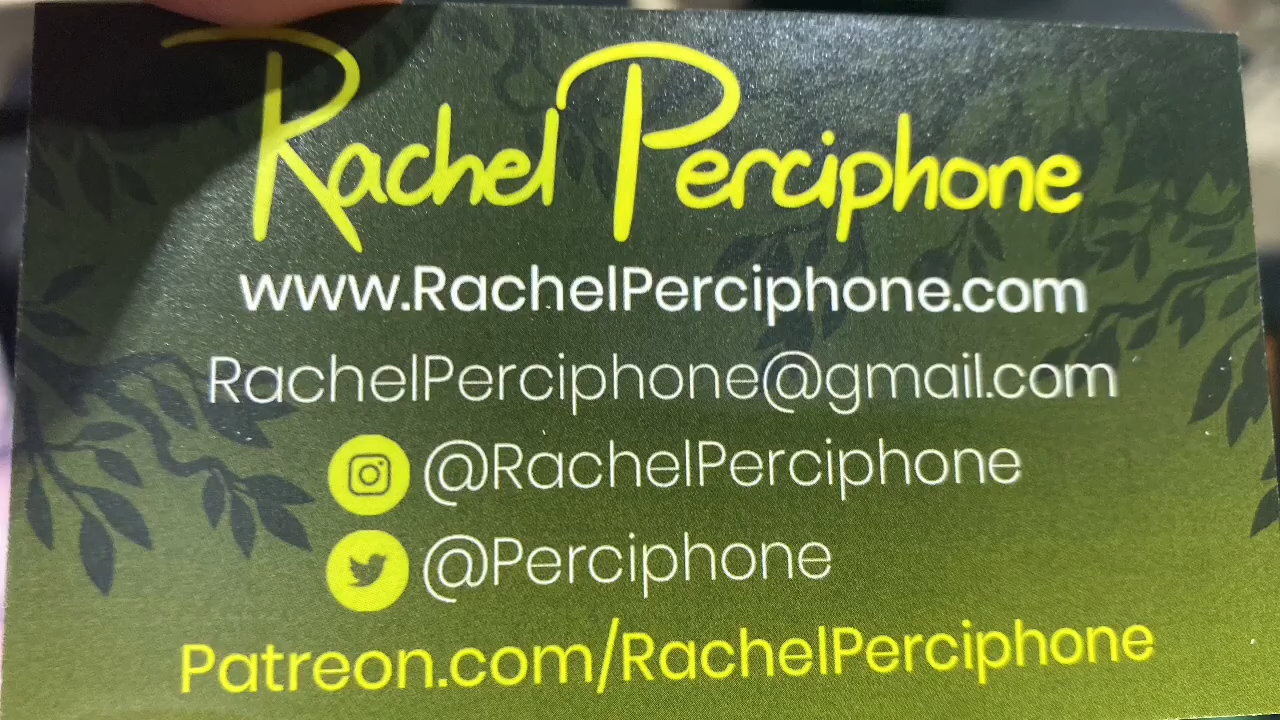 Rachel Perciphone
www.RachelPerciphone.com
RachelPerciphone@gmail.com
@RachelPerciphone
@Perciphone
Patreon.com/RachelPerciphone